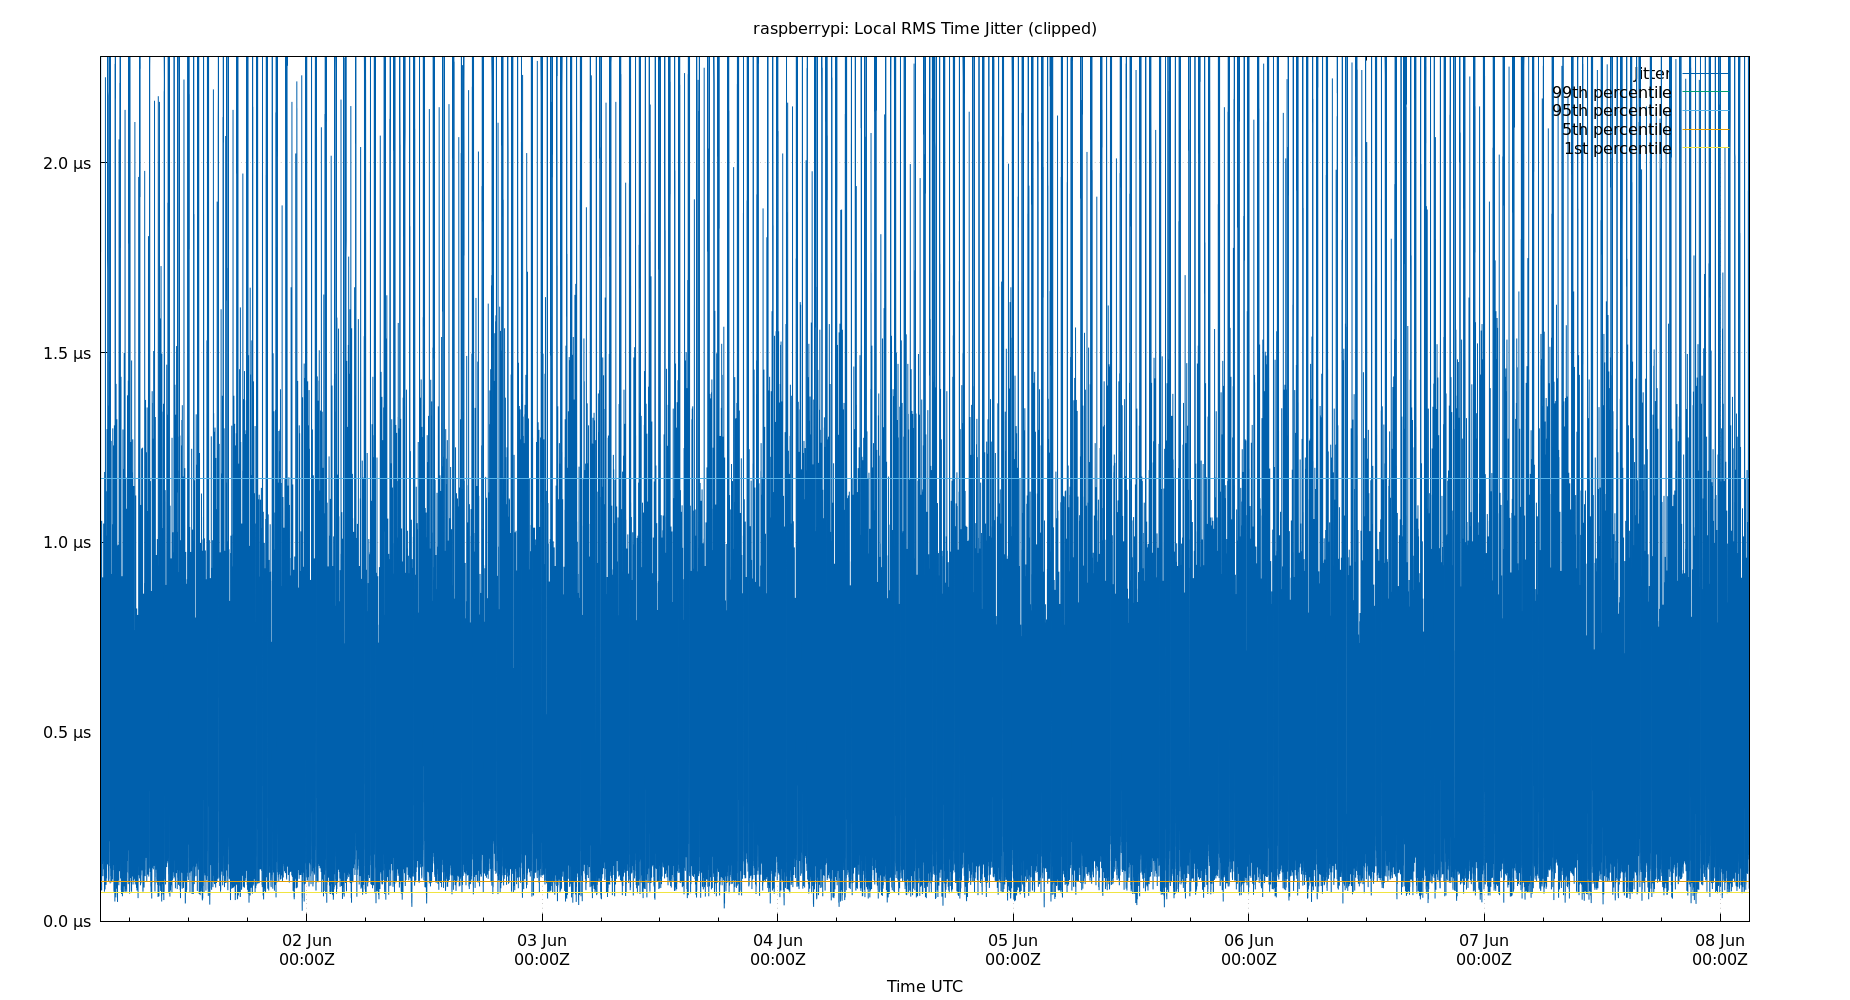 raspberrypi: Local RMS Time Jitter (clipped)
Jitter
99th percentile
95th percentile
5th percentile
1st percentile
2.0 µs
1.5 µs
1.0 µs
0.5 µs
0.0 µs
02 Jun 03 Jun 04 Jun 05 Jun 06 Jun 07 Jun 08 Jun
00:00Z 00:00Z 00:00Z 00:00Z 00:00Z 00:00Z 00:00Z
Time UTC